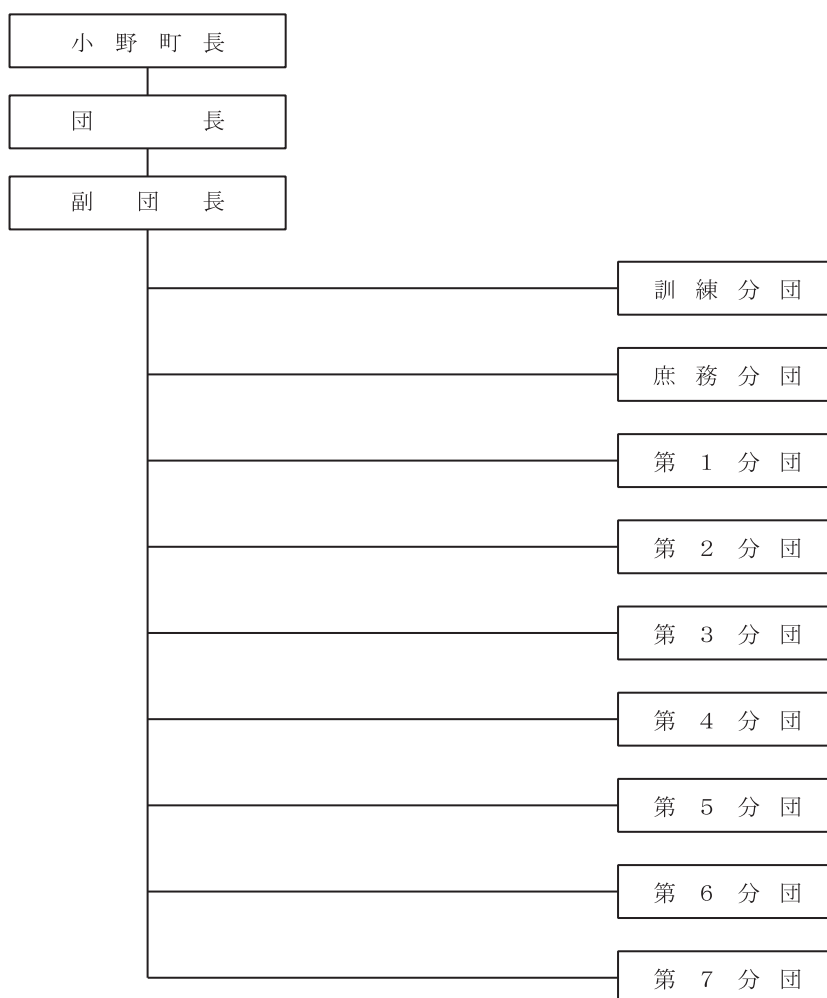 小野町長
団長
副団長
訓練分団
庶務分団
第1分団
第2分団
第3分団
第4分団
第5分団
第6分団
第7分団